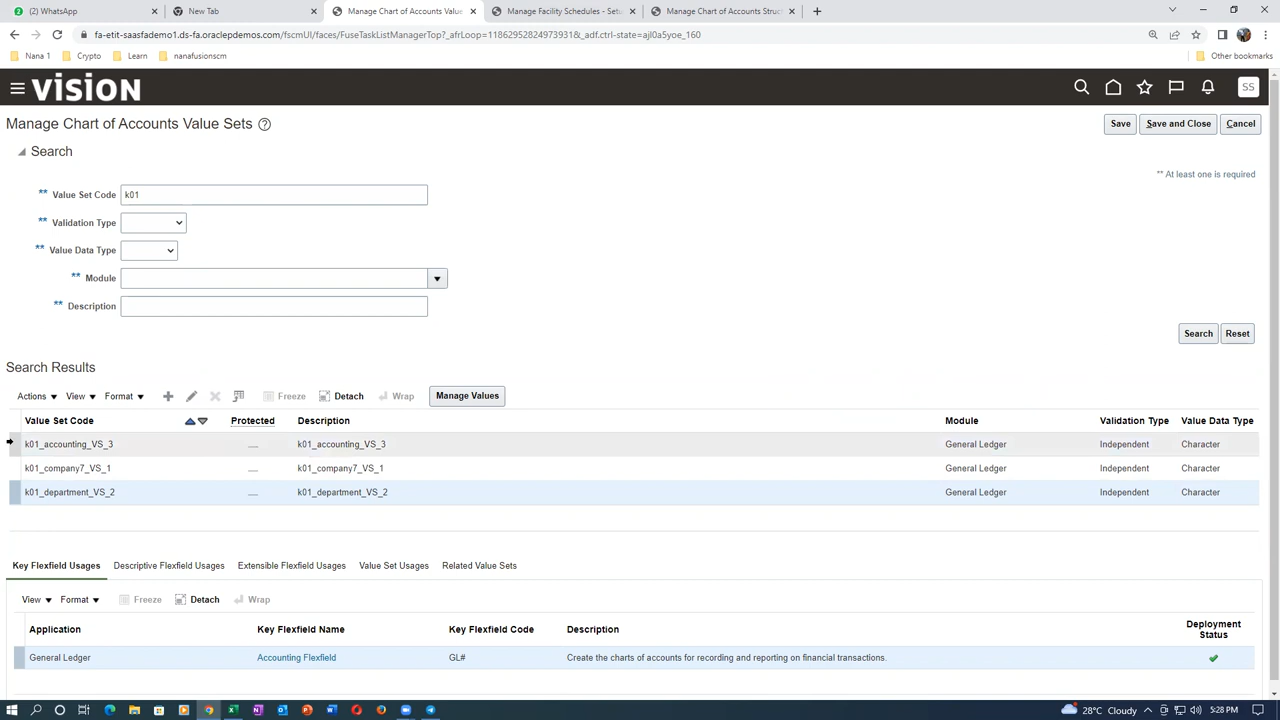 (2) WhatsApp
New Tab
Manage Chart of Accounts Value
Manage Facility Schedules - Setu
Manage Chart of Accounts Struct
fa-etit-saasfademo1.ds-fa.oraclepdemos.com/fscmUI/faces/FuseTaskListManagerTop?_afrLoop=11862952824973931&_adf.ctrl-state=ajl0a5yoe_160
Nana 1
Crypto
Learn
nanafusionscm
Other bookmarks
VISION
SS
Manage Chart of Accounts Value Sets
Save
Save and Close
Cancel
Search
** At least one is required
** Value Set Code k01
** Validation Type
** Value Data Type
** Module
** Description
Search
Reset
Search Results
Actions
View
Format
Freeze
Detach
Wrap
Manage Values
Value Set Code Protected Description Module Validation Type Value Data Type
k01_accounting_VS_3 k01_accounting_VS_3 General Ledger Independent Character
k01_company7_VS_1 k01_company7_VS_1 General Ledger Independent Character
k01_department_VS_2 k01_department_VS_2 General Ledger Independent Character
Key Flexfield Usages
Descriptive Flexfield Usages
Extensible Flexfield Usages
Value Set Usages
Related Value Sets
View
Format
Freeze
Detach
Wrap
Application Key Flexfield Name Key Flexfield Code Description Deployment Status
General Ledger Accounting Flexfield GL# Create the charts of accounts for recording and reporting on financial transactions.
28°C Cloudy
5:28 PM